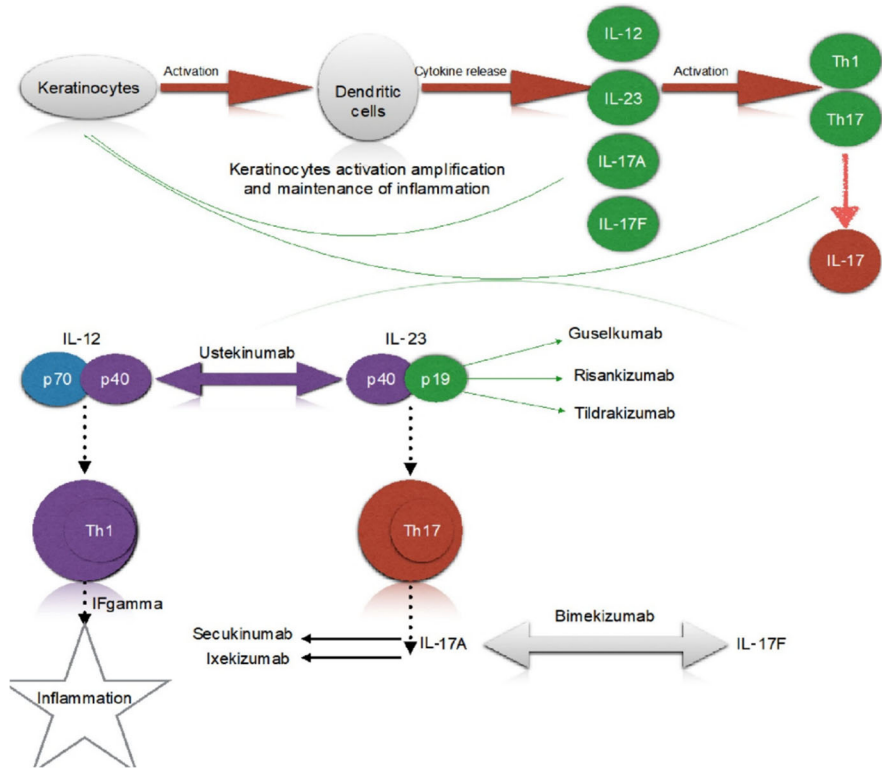 IL-12
Keratinocytes
Activation
Dendritic
cells
Cytokine release
IL-23
Activation
Th1
Th17
Keratinocytes activation amplification
and maintenance of inflammation
IL-17A
IL-17F
IL-17
IL-12
Ustekinumab
IL-23
Guselkumab
p70
p40
p40
p19
Risankizumab
Tildrakizumab
Th1
Th17
IFgamma
Secukinumab
Ixekizumab
IL-17A
Bimekizumab
IL-17F
Inflammation